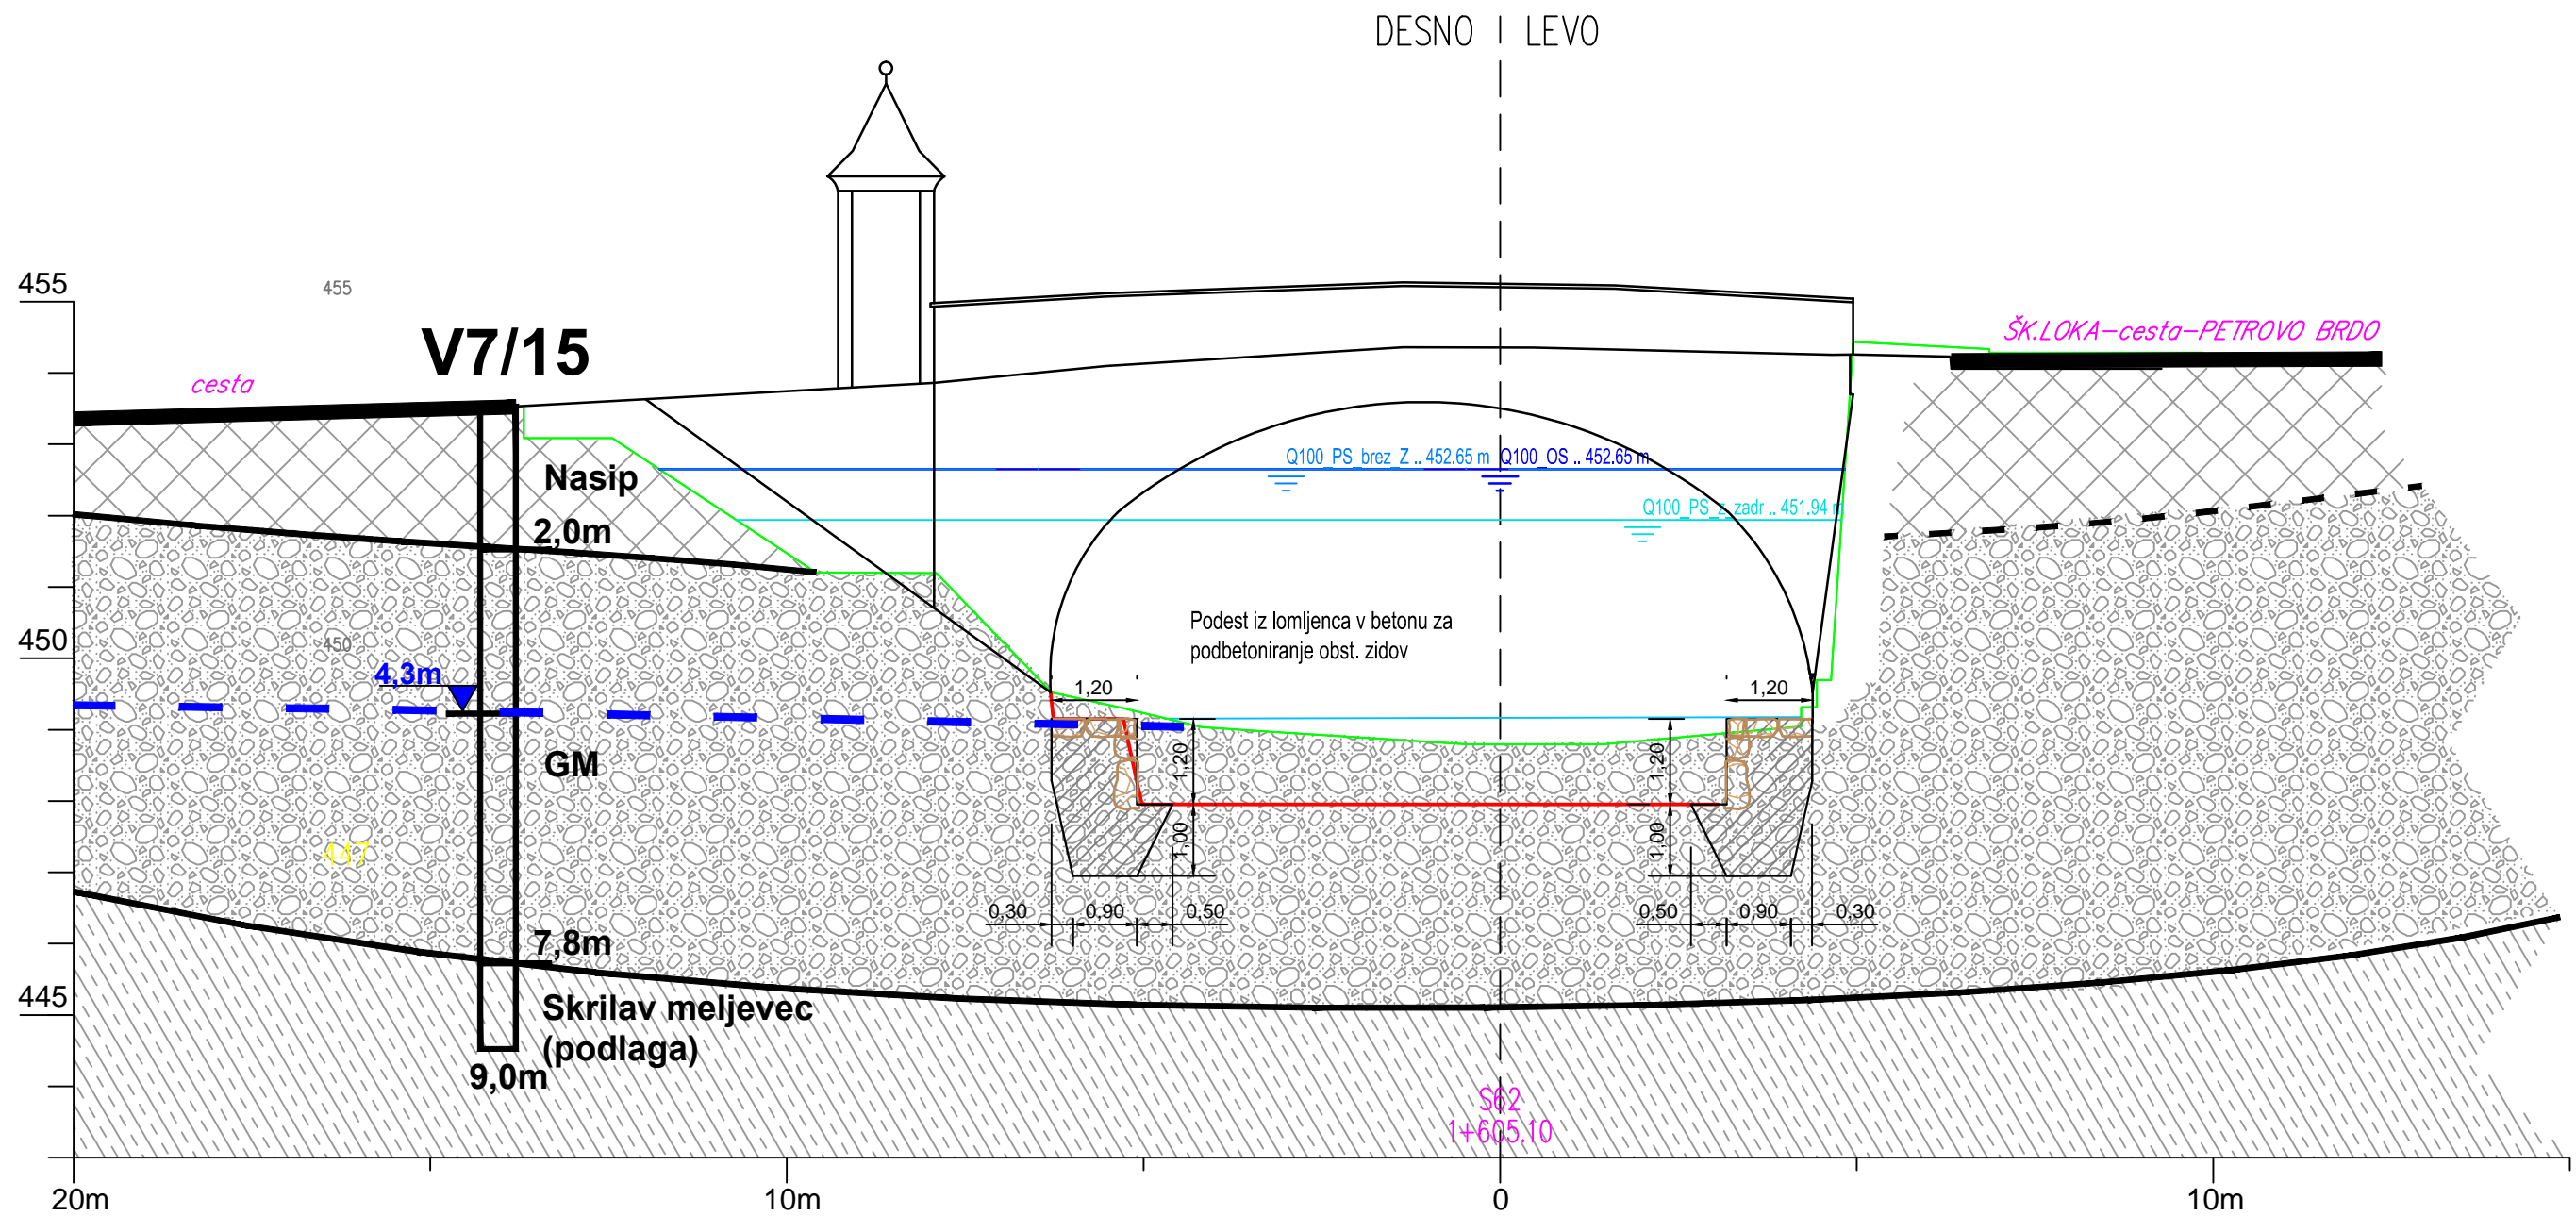 DESNO LEVO
455
455
V7/15
cesta
ŠK.LOKA-cesta-PETROVO BRDO
Q100_PS_brez_Z .. 452.65 m
Q100_OS .. 452.65 m
Nasip
2,0m
Q100_PS_z_zadr .. 451.94 m
Podest iz lomljenca v betonu za
podbetoniranje obst. zidov
450
450
4,3m
1,20
1,20
1,20
1,20
GM
447
1,00
1,00
0,30
0,90
0,50
0,50
0,90
0,30
7,8m
445
Skrilav meljevec
(podlaga)
9,0m
S62
1+605.10
20m
10m
0
10m